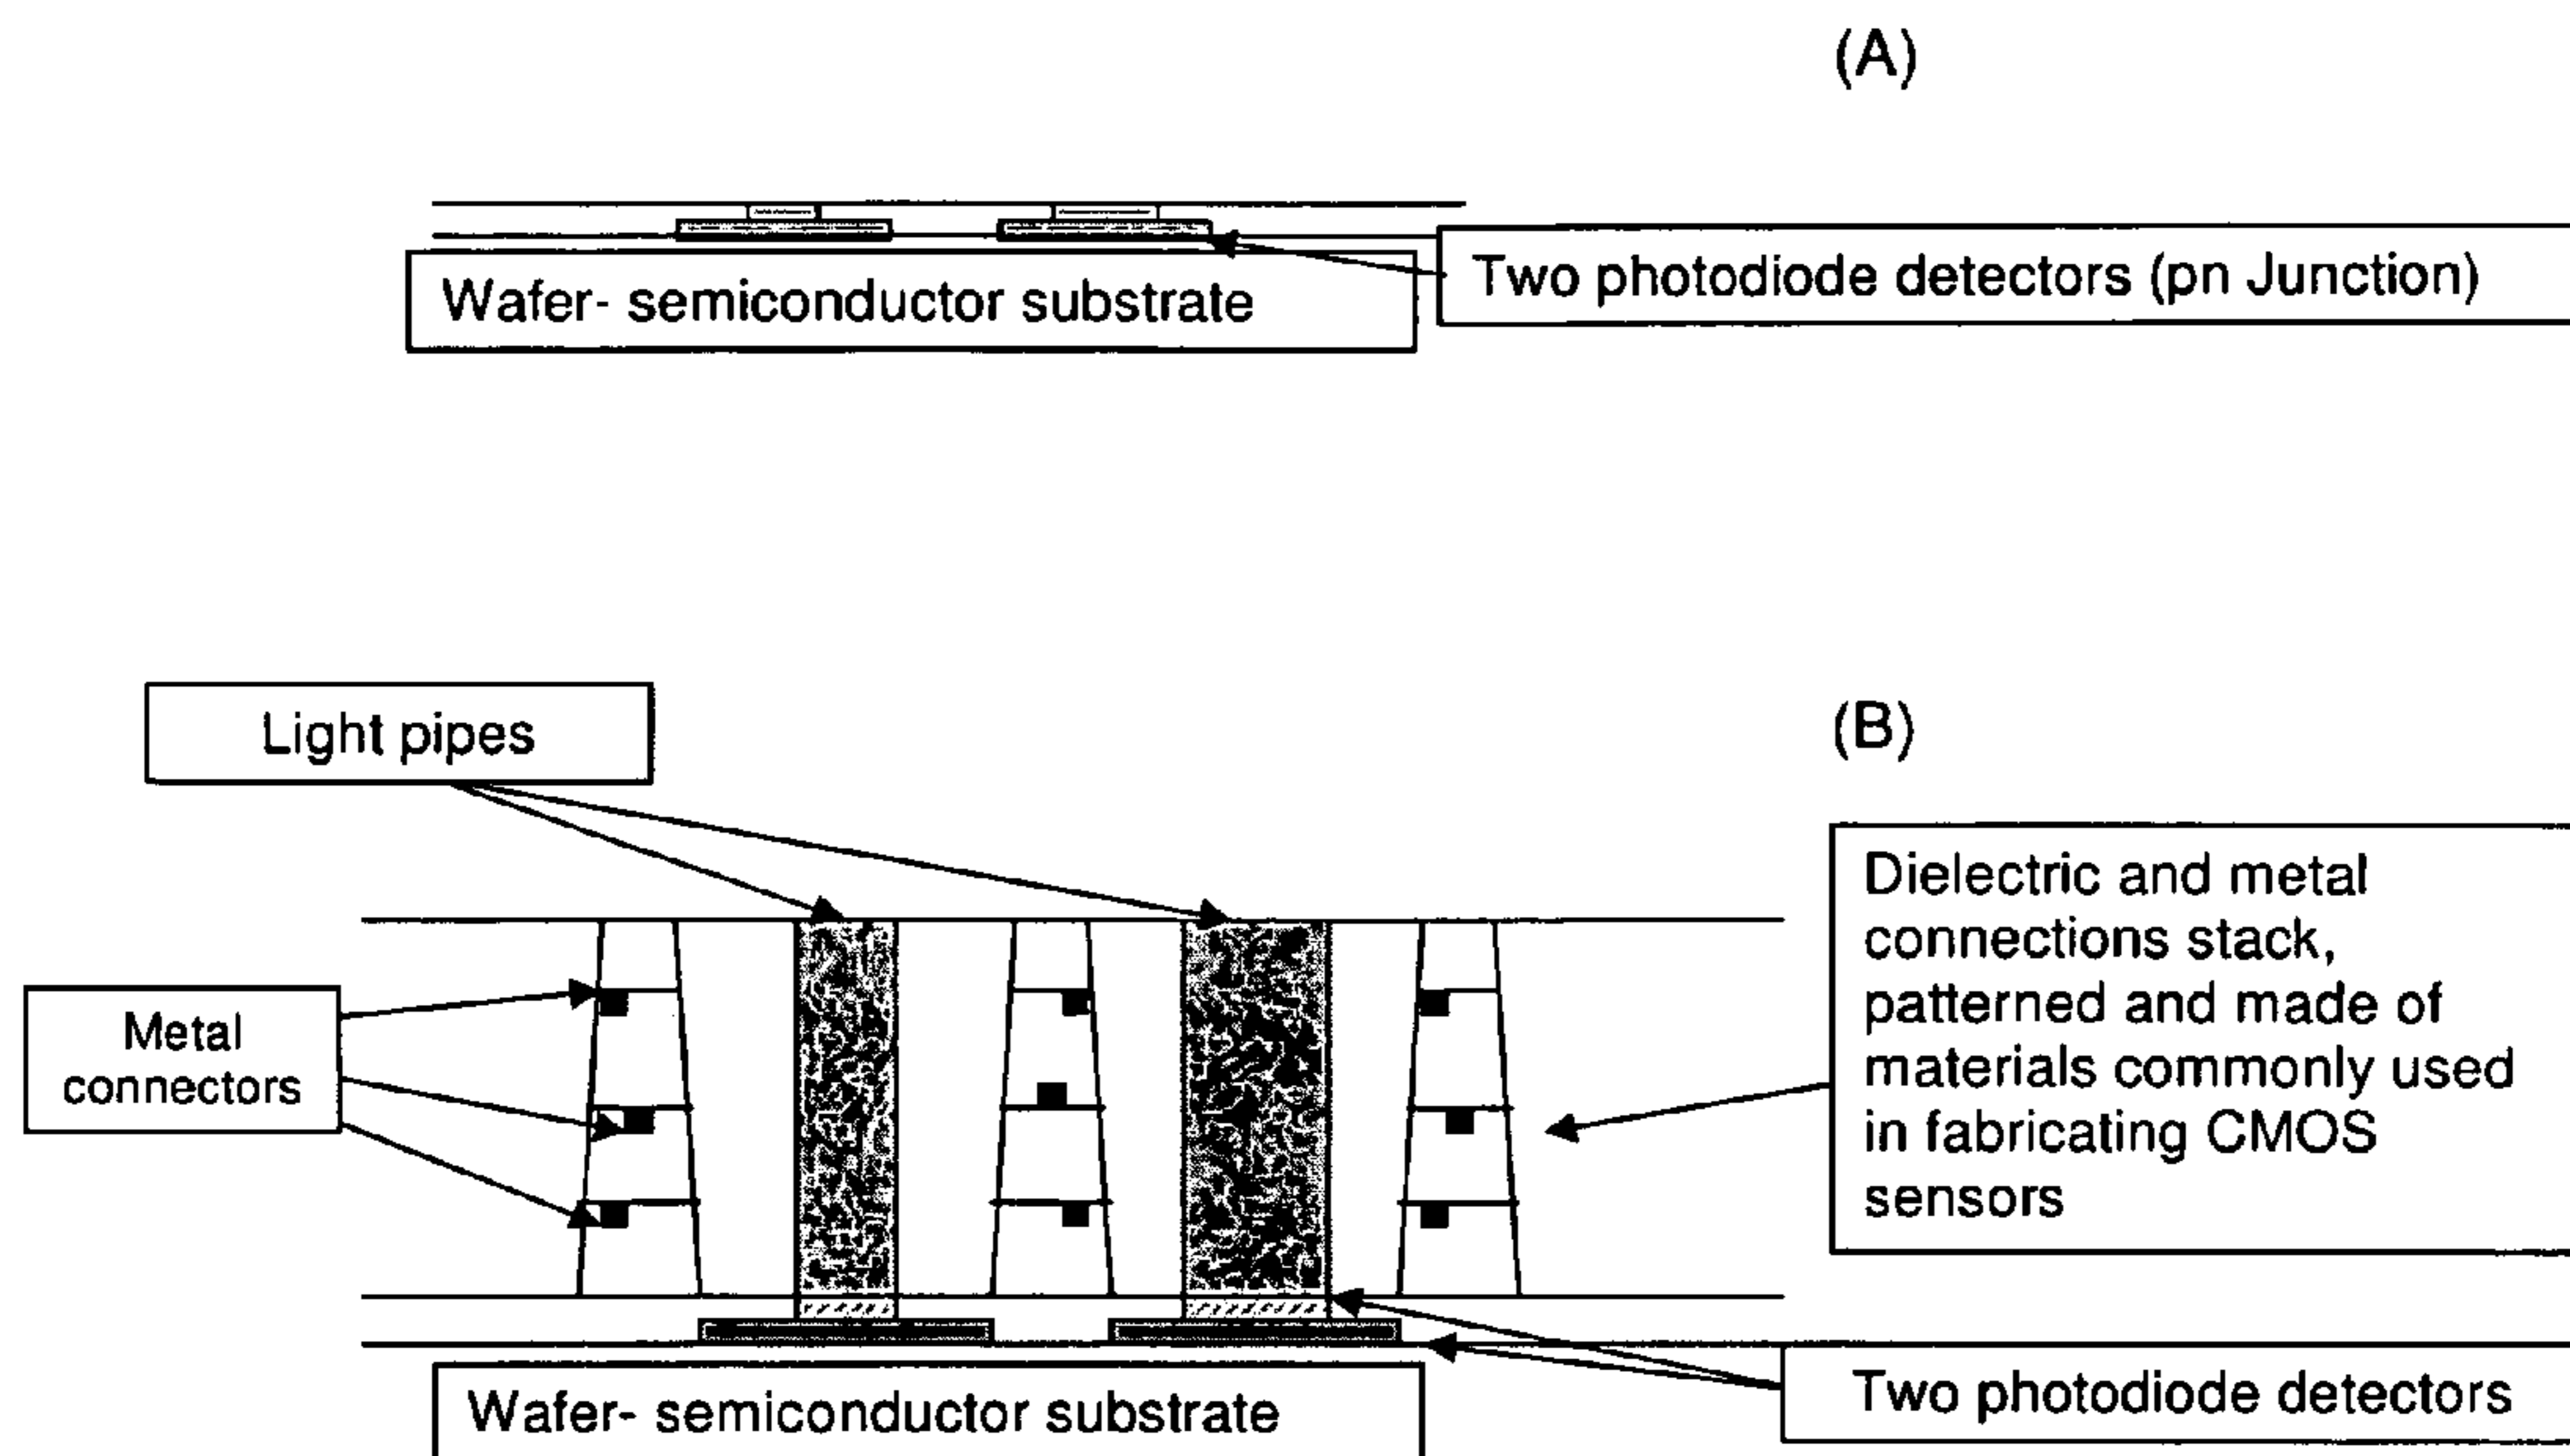 (A)
Wafer- semiconductor substrate
Two photodiode detectors (pn Junction)
Light pipes
(B)
Dielectric and metal
connections stack,
patterned and made of
materials commonly used
in fabricating CMOS
sensors
Metal
connectors
Wafer- semiconductor substrate
Two photodiode detectors